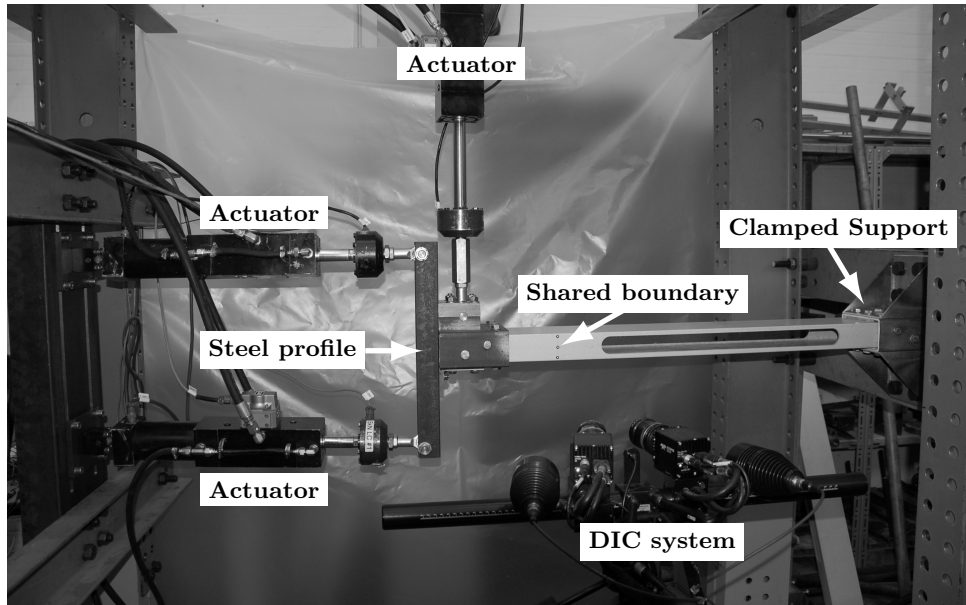 Actuator
Actuator
Clamped Support
Shared boundary
Steel profile
Actuator
DIC system